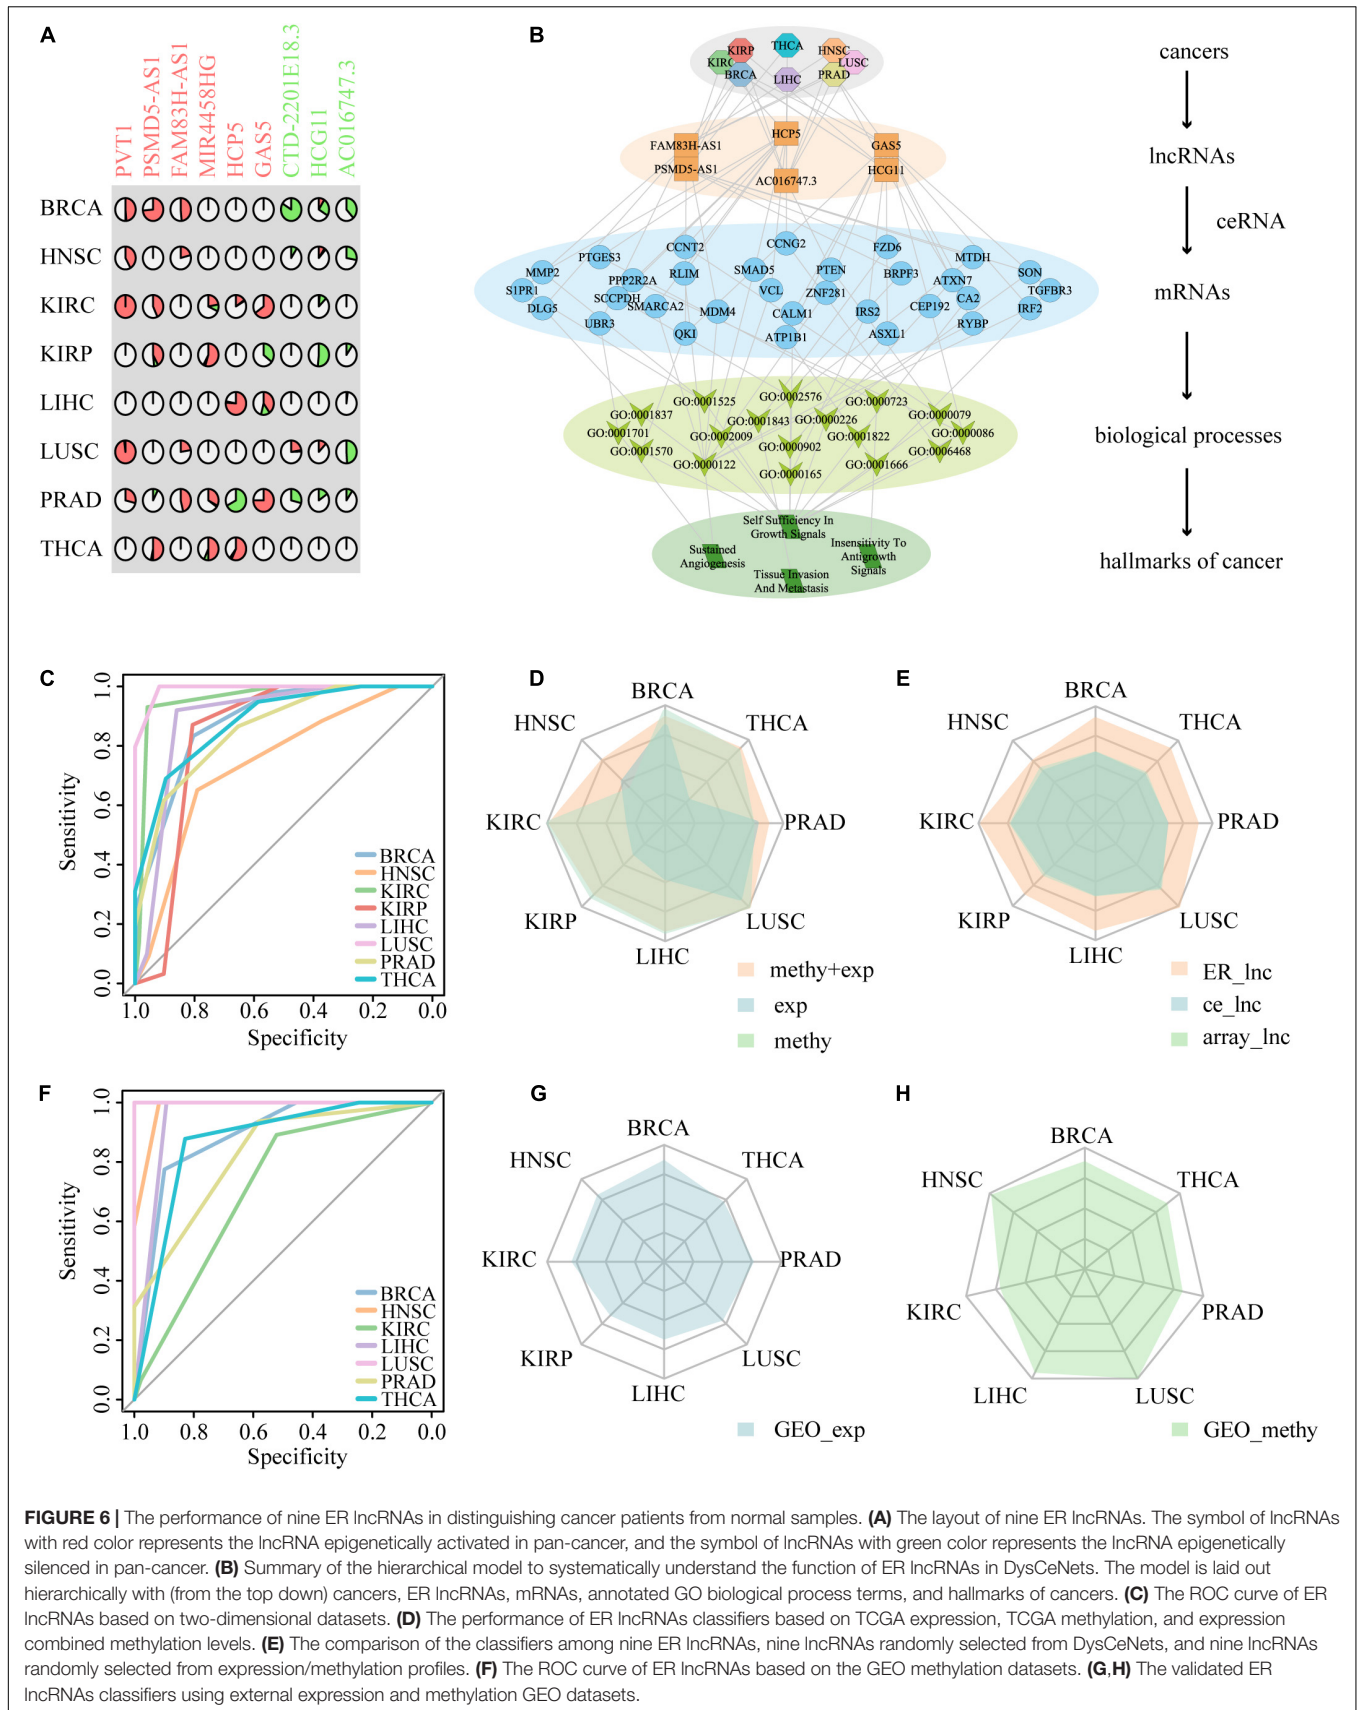 A
PVT1
PSMD5-AS1
FAM83H-AS1
MIR4458HG
HCP5
GAS5
CTD-2201E18.3
HCG11
AC016747.3
BRCA
HNSC
KIRC
KIRP
LIHC
LUSC
PRAD
THCA
B
KIRP
THCA
HNSC
KIRC
LUSC
BRCA
LIHC
PRAD
HCP5
FAM83H-AS1
GAS5
PSMD5-AS1
HCG11
AC016747.3
CCNT2
CCNG2
FZD6
PTGES3
MTDH
MMP2
RLIM
SMAD5
PTEN
BRPF3
SON
PPP2R2A
ATXN7
S1PR1
VCL
ZNF281
TGFBR3
SCCPDH
CA2
DLG5
SMARCA2
MDM4
CALM1
IRS2
CEP192
IRF2
UBR3
RYBP
QKI
ATP1B1
ASXL1
GO:0001525
GO:0002576
GO:0000723
GO:0001837
GO:0001843
GO:0000226
GO:0000079
GO:0001701
GO:0002009
GO:0001822
GO:0000086
GO:0001570
GO:0000902
GO:0006468
GO:0000122
GO:0000165
GO:0001666
Self Sufficiency In
Growth Signals
Sustained
Angiogenesis
Insensitivity To
Antigrowth
Signals
Tissue Invasion
And Metastasis
cancers
lncRNAs
ceRNA
mRNAs
biological processes
hallmarks of cancer
C
Sensitivity
1.0
0.8
0.6
0.4
0.2
0.0
BRCA
HNSC
KIRC
KIRP
LIHC
LUSC
PRAD
THCA
1.0 0.8 0.6 0.4 0.2 0.0
Specificity
D
BRCA
HNSC
THCA
KIRC
PRAD
KIRP
LUSC
LIHC
methy+exp
exp
methy
E
BRCA
HNSC
THCA
KIRC
PRAD
KIRP
LUSC
LIHC
ER_lnc
ce_lnc
array_lnc
F
Sensitivity
1.0
0.8
0.6
0.4
0.2
0.0
BRCA
HNSC
KIRC
LIHC
LUSC
PRAD
THCA
1.0 0.8 0.6 0.4 0.2 0.0
Specificity
G
BRCA
HNSC
THCA
KIRC
PRAD
KIRP
LUSC
LIHC
GEO_exp
H
BRCA
HNSC
THCA
KIRC
PRAD
LIHC
LUSC
GEO_methy
FIGURE 6 | The performance of nine ER lncRNAs in distinguishing cancer patients from normal samples. (A) The layout of nine ER lncRNAs. The symbol of lncRNAs
with red color represents the lncRNA epigenetically activated in pan-cancer, and the symbol of lncRNAs with green color represents the lncRNA epigenetically
silenced in pan-cancer. (B) Summary of the hierarchical model to systematically understand the function of ER lncRNAs in DysCeNets. The model is laid out
hierarchically with (from the top down) cancers, ER lncRNAs, mRNAs, annotated GO biological process terms, and hallmarks of cancers. (C) The ROC curve of ER
lncRNAs based on two-dimensional datasets. (D) The performance of ER lncRNAs classifiers based on TCGA expression, TCGA methylation, and expression
combined methylation levels. (E) The comparison of the classifiers among nine ER lncRNAs, nine lncRNAs randomly selected from DysCeNets, and nine lncRNAs
randomly selected from expression/methylation profiles. (F) The ROC curve of ER lncRNAs based on the GEO methylation datasets. (G,H) The validated ER
lncRNAs classifiers using external expression and methylation GEO datasets.